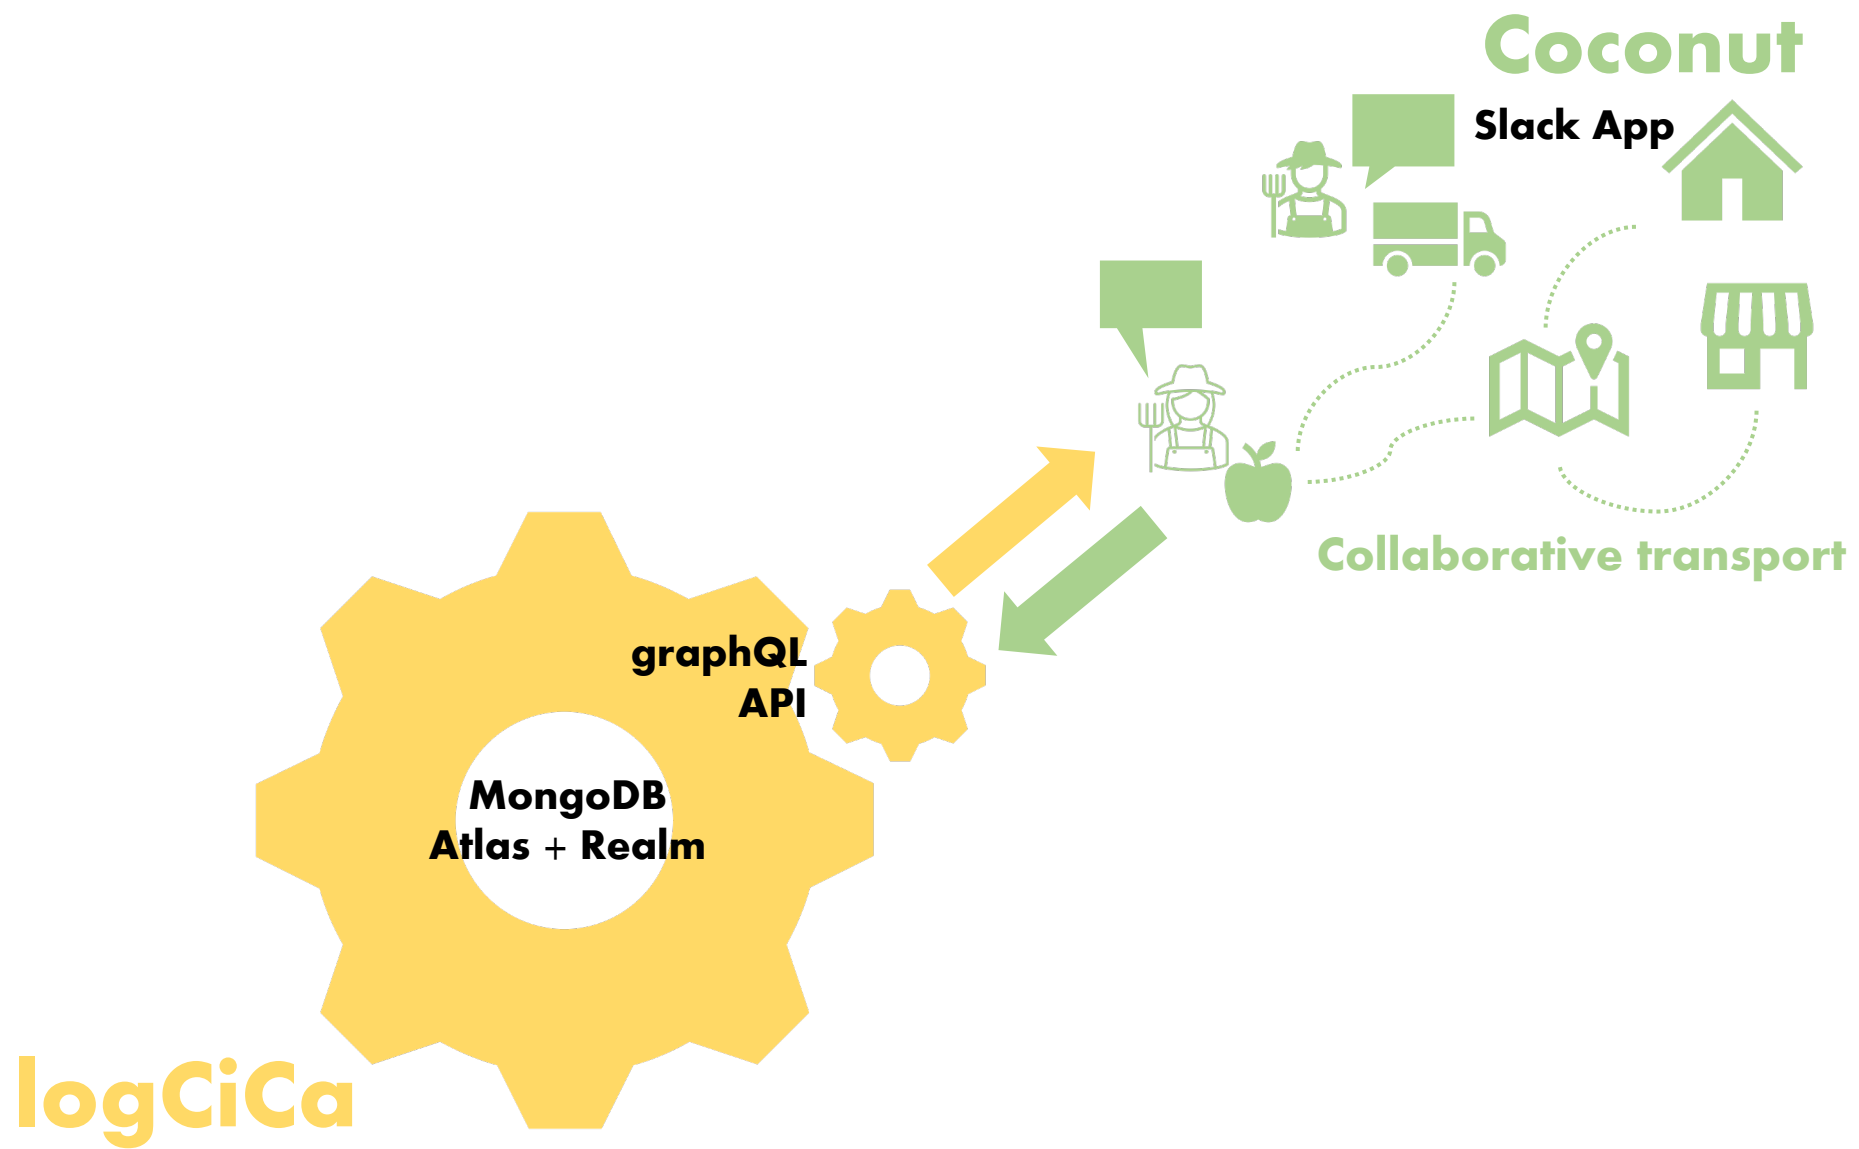 Coconut
Slack App
Collaborative transport
graphQL
API
MongoDB
Atlas + Realm
logCiCa